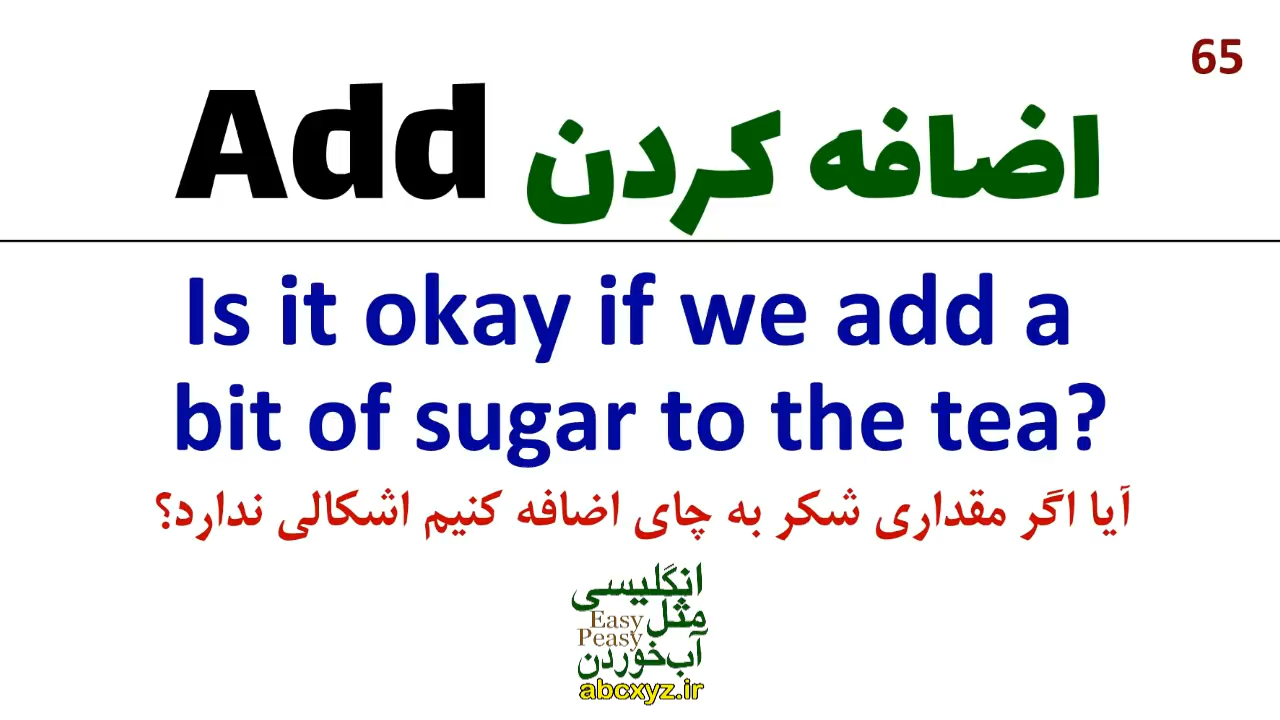 65
Add اضافه کردن
Is it okay if we add a
bit of sugar to the tea?
آیا اگر مقداری شکر به چای اضافه کنیم اشکالی ندارد؟
انگلیسی
مثل
Easy
Peasy
آب‌خوردن
abcxyz.ir